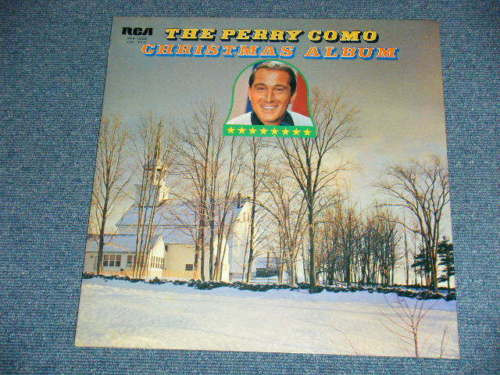 RCA
THE PERRY COMO
CHRISTMAS ALBUM